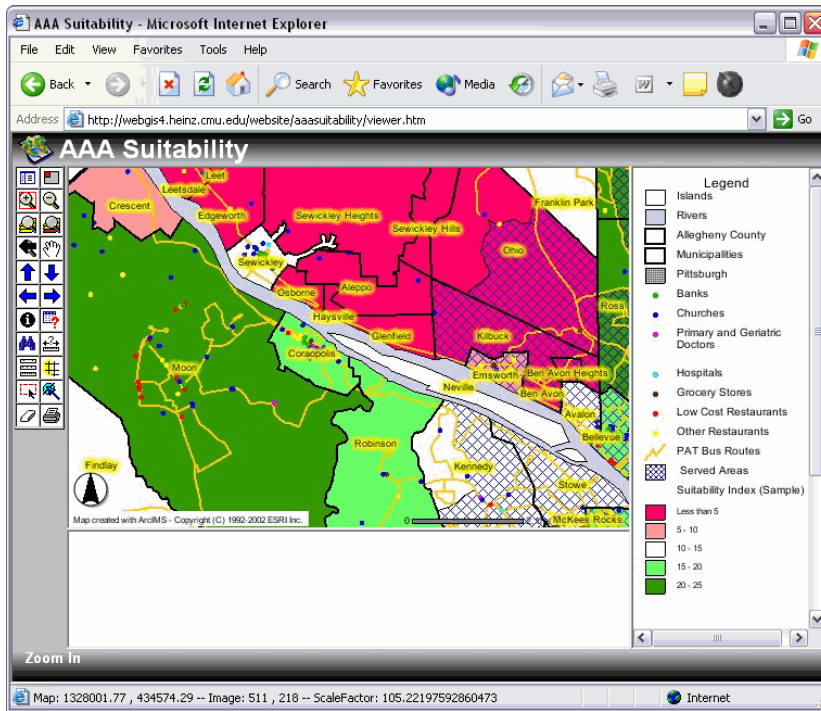 AAA Suitability - Microsoft Internet Explorer
File Edit View Favorites Tools Help
Back Search Favorites Media
Address http://webgis4.heinz.cmu.edu/website/aaasuitability/viewer.htm Go
AAA Suitability
Leet
Leetsdale
Crescent
Edgeworth
Sewickley Heights
Franklin Park
Sewickley Hills
Ohio
Sewickley
Aleppo
Osborne
Ross
Haysville
Glenfield
Kilbuck
Coraopolis
Moon
Emsworth
Ben Avon Heights
Neville
Ben Avon
Avalon
Bellevue
Robinson
Findlay
Kennedy
Stowe
McKees Rocks
Map created with ArcIMS - Copyright (C) 1992-2002 ESRI Inc.
0
Legend
Islands
Rivers
Allegheny County
Municipalities
Pittsburgh
Banks
Churches
Primary and Geriatric
Doctors
Hospitals
Grocery Stores
Low Cost Restaurants
Other Restaurants
PAT Bus Routes
Served Areas
Suitability Index (Sample)
Less than 5
5 - 10
10 - 15
15 - 20
20 - 25
Zoom In
Map: 1328001.77 , 434574.29 -- Image: 511 , 218 -- ScaleFactor: 105.22197592860473
Internet